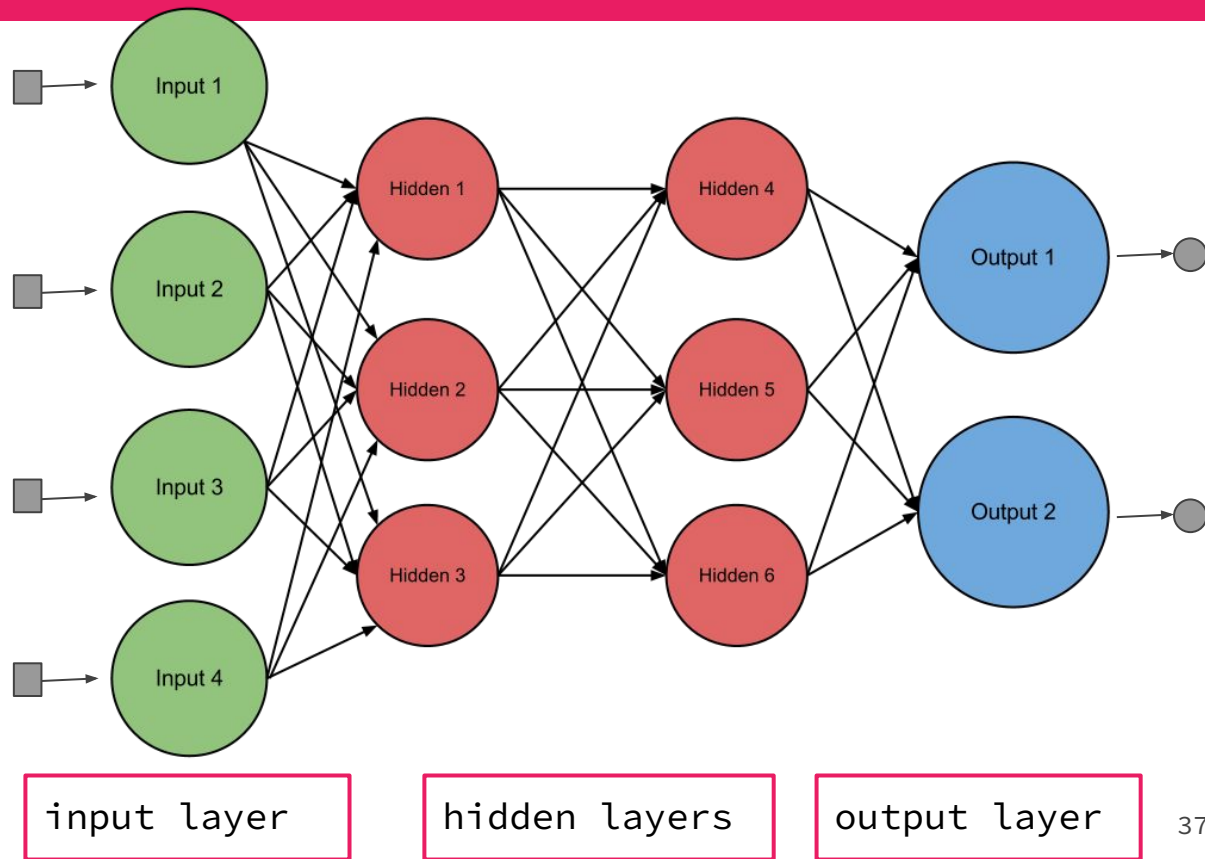 Input 1
Input 2
Input 3
Input 4
Hidden 1
Hidden 2
Hidden 3
Hidden 4
Hidden 5
Hidden 6
Output 1
Output 2
input layer
hidden layers
output layer
37